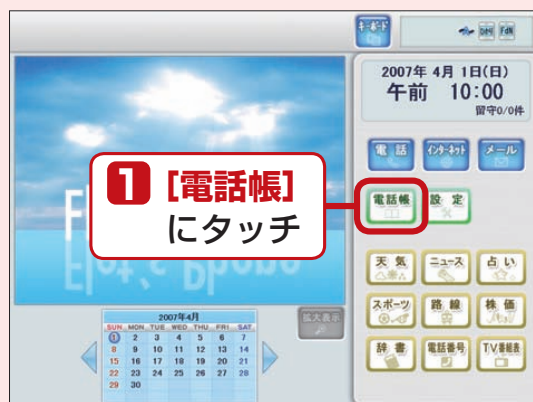 キーボード
2007年 4月 1日(日)
午前 10:00
留守0/0件
電話 インターネット メール
1 [電話帳]
にタッチ
電話帳 設定
天気 ニュース 占い
スポーツ 路線 株価
辞書 電話番号 TV番組表
拡大表示
2007年4月
SUN MON TUE WED THU FRI SAT
1 2 3 4 5 6 7
8 9 10 11 12 13 14
15 16 17 18 19 20 21
22 23 24 25 26 27 28
29 30